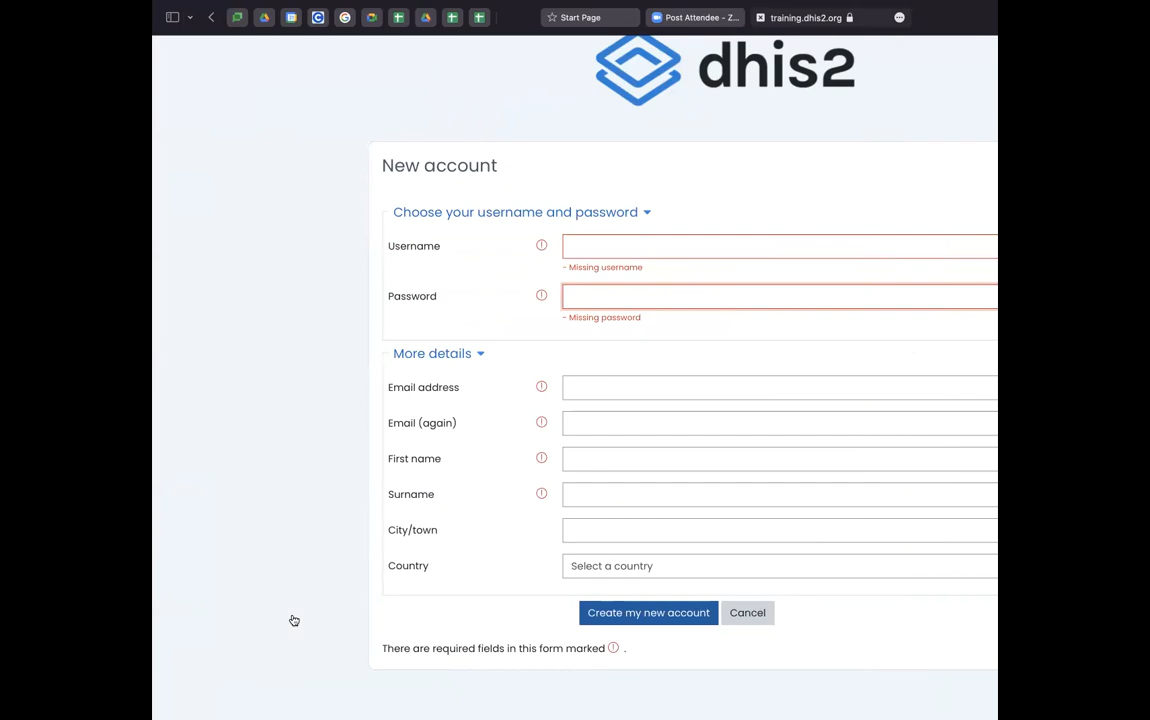 Start Page
Post Attendee - Z...
training.dhis2.org
dhis2
New account
Choose your username and password
Username
- Missing username
Password
- Missing password
More details
Email address
Email (again)
First name
Surname
City/town
Country
Select a country
Create my new account
Cancel
There are required fields in this form marked .